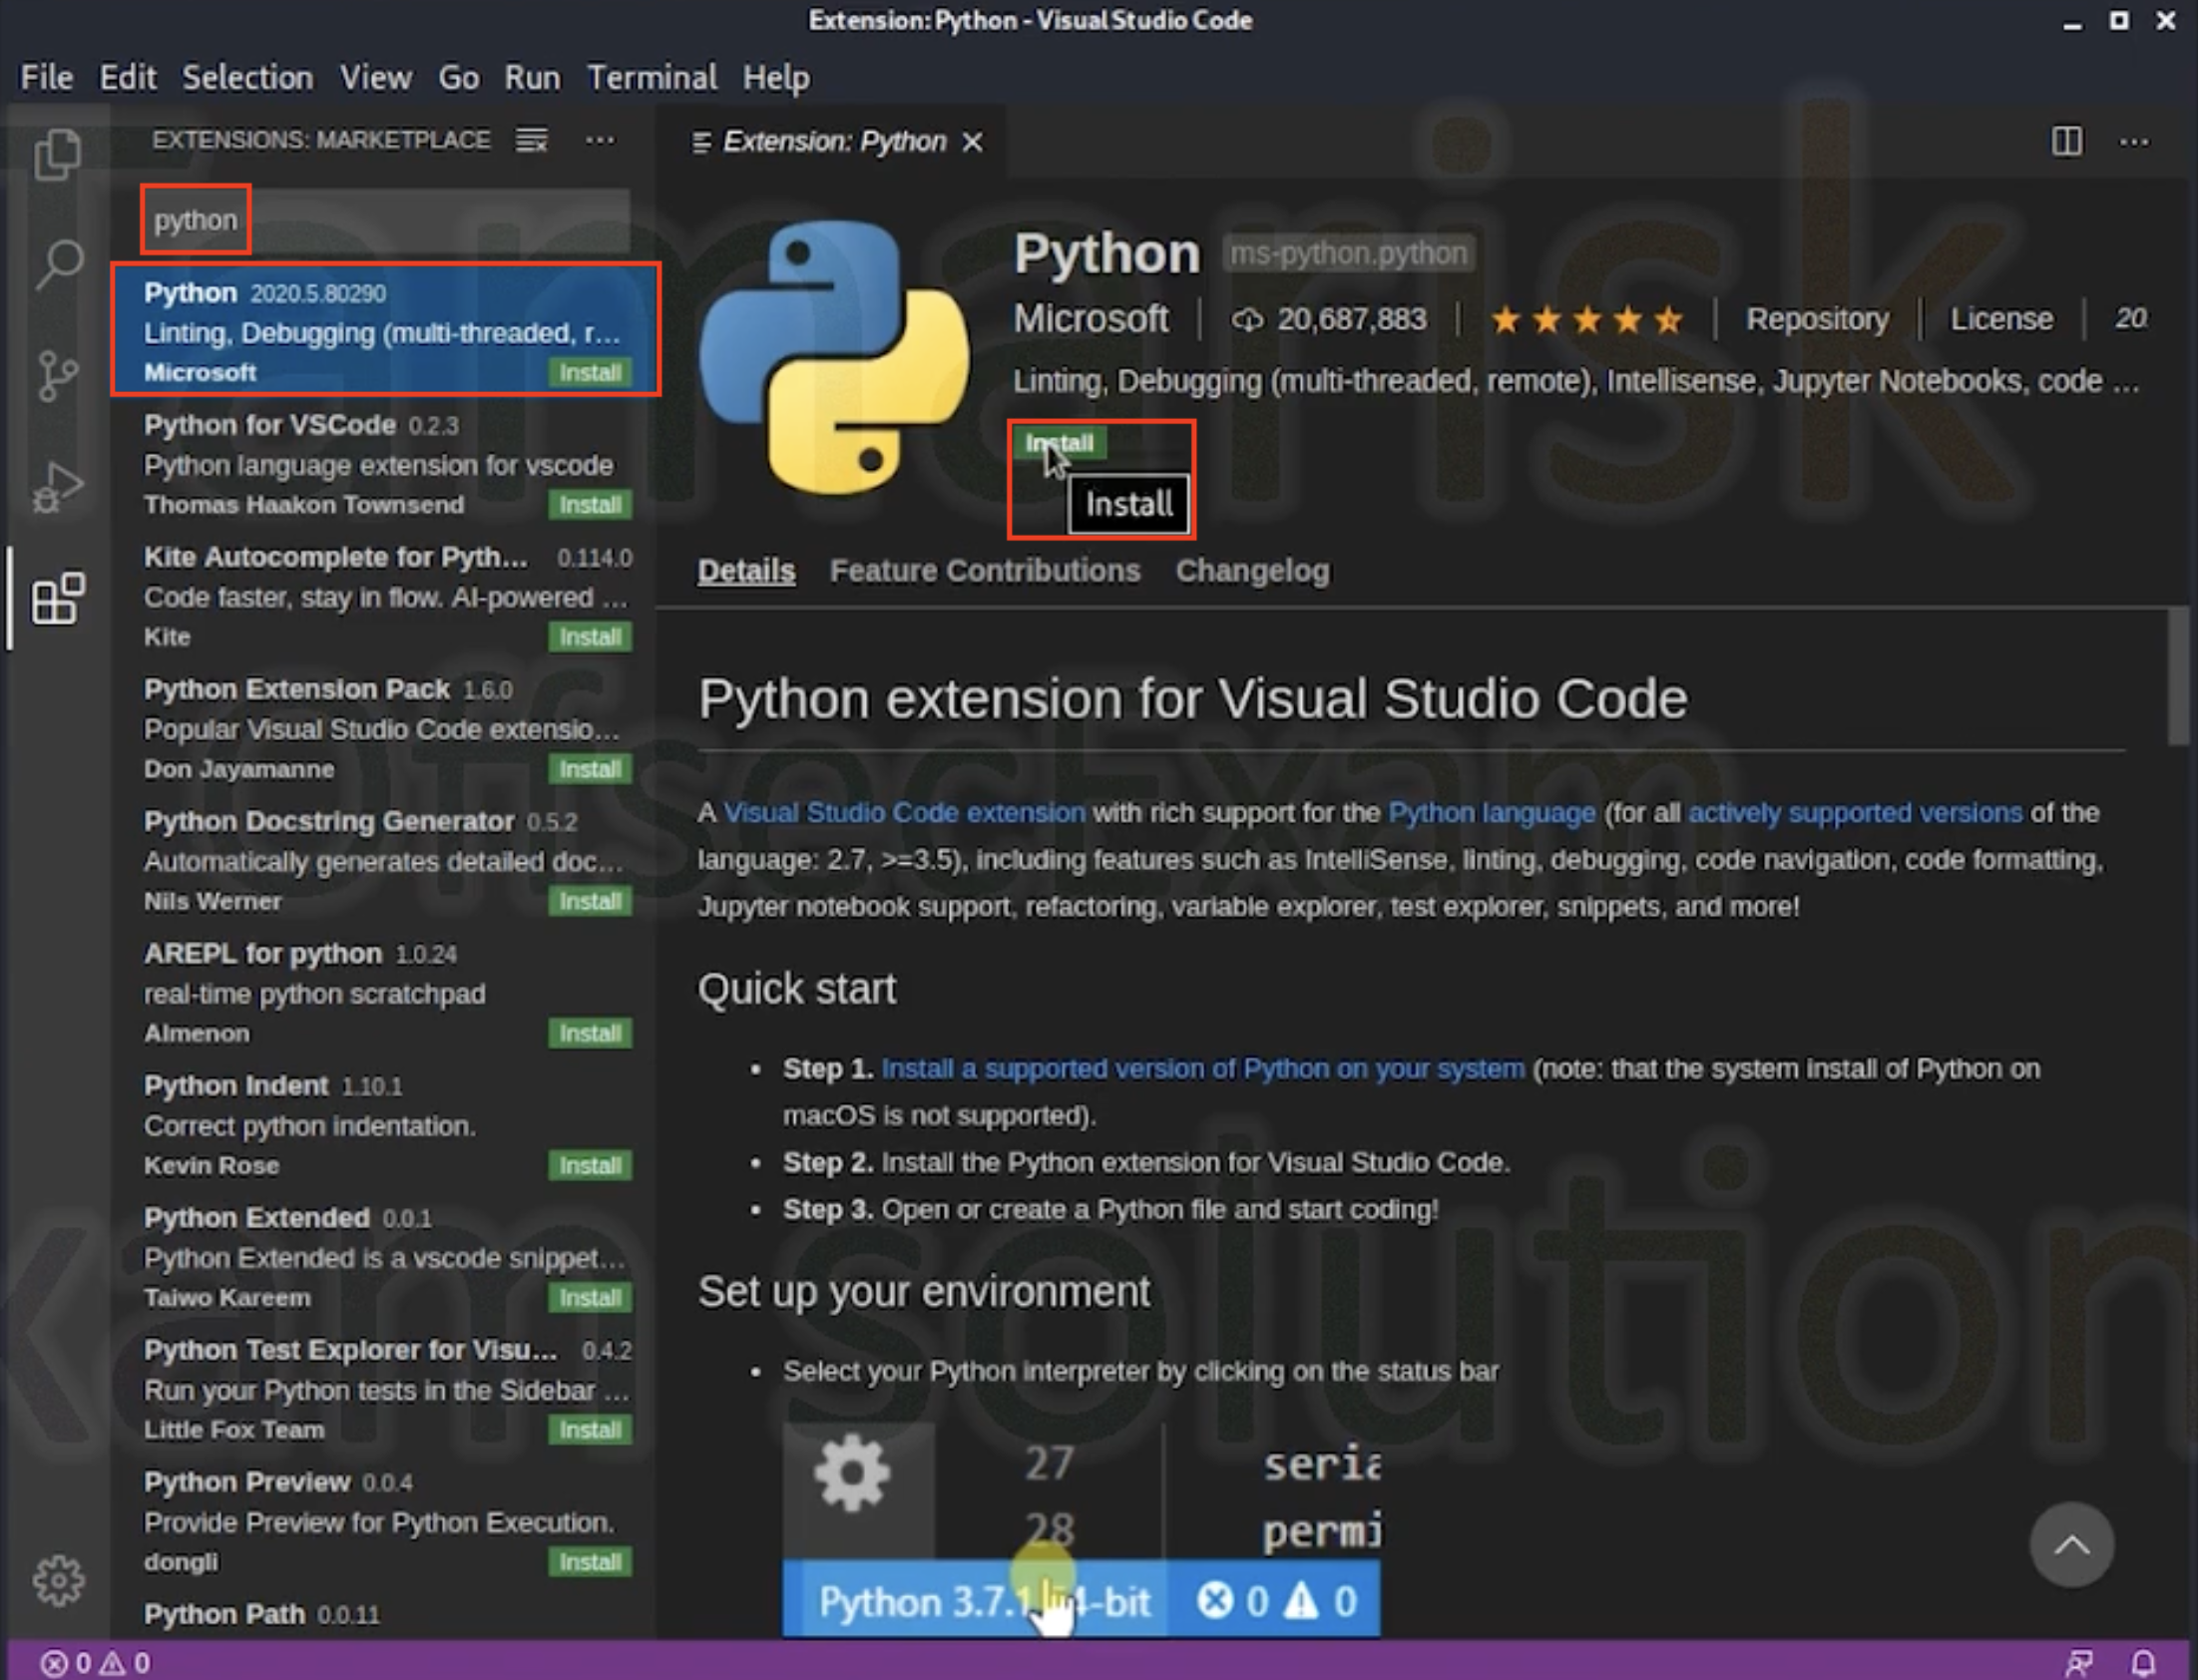 Extension: Python - Visual Studio Code
File Edit Selection View Go Run Terminal Help
EXTENSIONS: MARKETPLACE
python
Python 2020.5.80290
Linting, Debugging (multi-threaded, r...
Microsoft Install
Python for VSCode 0.2.3
Python language extension for vscode
Thomas Haakon Townsend Install
Kite Autocomplete for Pyth... 0.114.0
Code faster, stay in flow. AI-powered ...
Kite Install
Python Extension Pack 1.6.0
Popular Visual Studio Code extensio...
Don Jayamanne Install
Python Docstring Generator 0.5.2
Automatically generates detailed doc...
Nils Werner Install
AREPL for python 1.0.24
real-time python scratchpad
Almenon Install
Python Indent 1.10.1
Correct python indentation.
Kevin Rose Install
Python Extended 0.0.1
Python Extended is a vscode snippet...
Taiwo Kareem Install
Python Test Explorer for Visu... 0.4.2
Run your Python tests in the Sidebar ...
Little Fox Team Install
Python Preview 0.0.4
Provide Preview for Python Execution.
dongli Install
Python Path 0.0.11
Extension: Python
Python ms-python.python
Microsoft 20,687,883 Repository License 20
Linting, Debugging (multi-threaded, remote), Intellisense, Jupyter Notebooks, code ...
Install
Install
Details Feature Contributions Changelog
Python extension for Visual Studio Code
A Visual Studio Code extension with rich support for the Python language (for all actively supported versions of the
language: 2.7, >=3.5), including features such as IntelliSense, linting, debugging, code navigation, code formatting,
Jupyter notebook support, refactoring, variable explorer, test explorer, snippets, and more!
Quick start
• Step 1. Install a supported version of Python on your system (note: that the system install of Python on
macOS is not supported).
• Step 2. Install the Python extension for Visual Studio Code.
• Step 3. Open or create a Python file and start coding!
Set up your environment
• Select your Python interpreter by clicking on the status bar
27 seria
28 permi
Python 3.7.1 -bit 0 0
0 0
Tamarisk
OffsecExam
xam solution